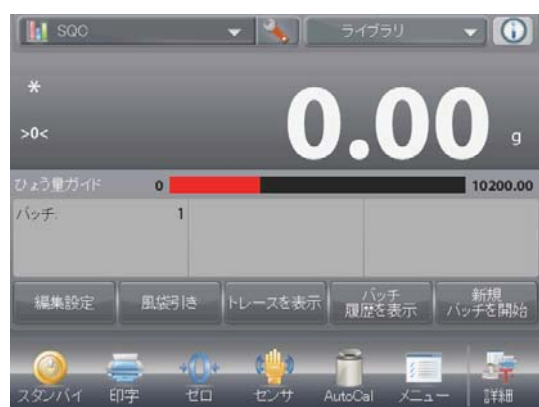 SQC ライブラリ
*
>0<
0.00 g
ひょう量ガイド 0 10200.00
バッチ: 1
編集設定 風袋引き トレースを表示 バッチ履歴を表示 新規バッチを開始
スタンバイ 印字 ゼロ センサ AutoCal メニュー 詳細